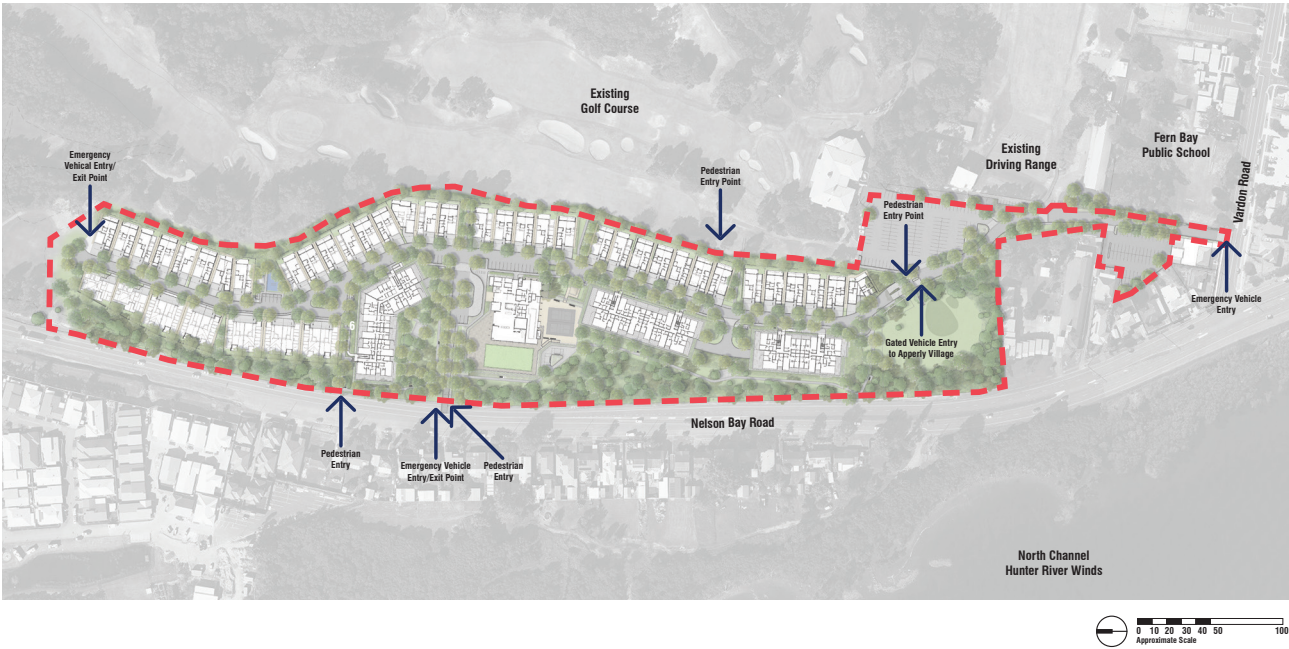 Existing
Golf Course
Emergency
Vehical Entry/
Exit Point
Pedestrian
Entry Point
Existing
Driving Range
Fern Bay
Public School
Vardon Road
Pedestrian
Entry Point
Emergency Vehicle
Entry
Gated Vehicle Entry
to Apperly Village
Nelson Bay Road
Pedestrian
Entry
Emergency Vehicle
Entry/Exit Point
Pedestrian
Entry
North Channel
Hunter River Winds
0 10 20 30 40 50 100
Approximate Scale